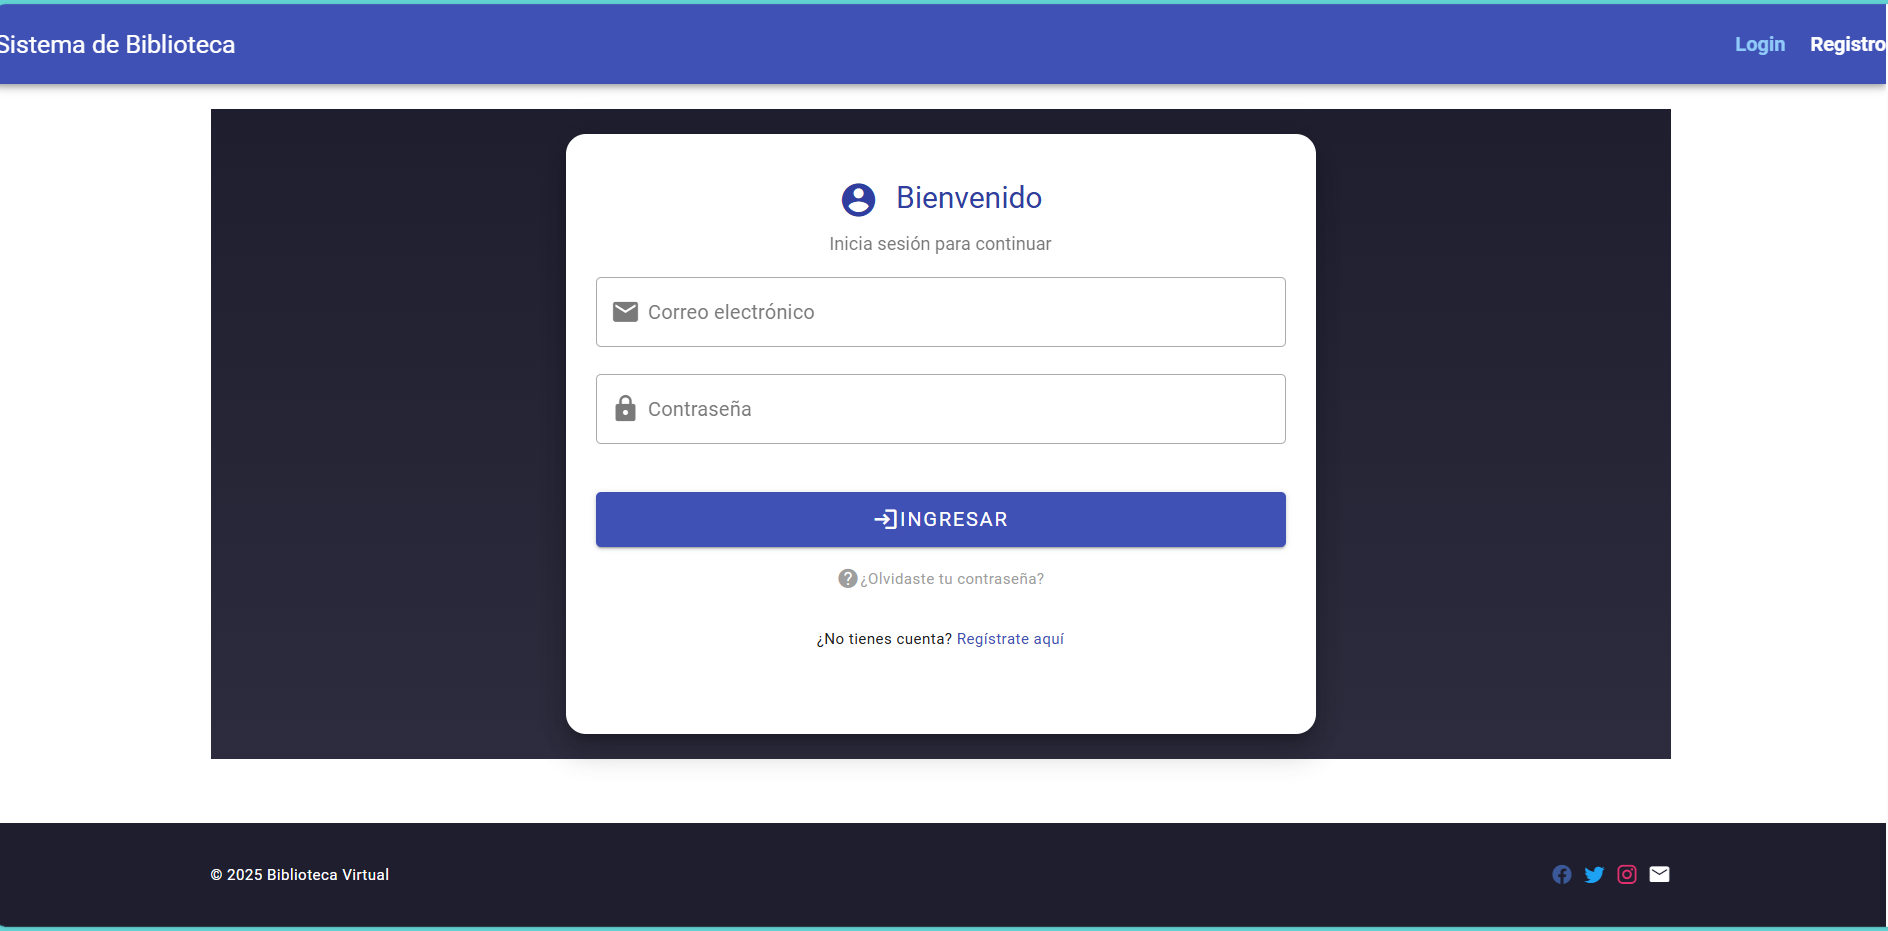 Sistema de Biblioteca
Login Registro
Bienvenido
Inicia sesión para continuar
Correo electrónico
Contraseña
INGRESAR
¿Olvidaste tu contraseña?
¿No tienes cuenta? Regístrate aquí
© 2025 Biblioteca Virtual